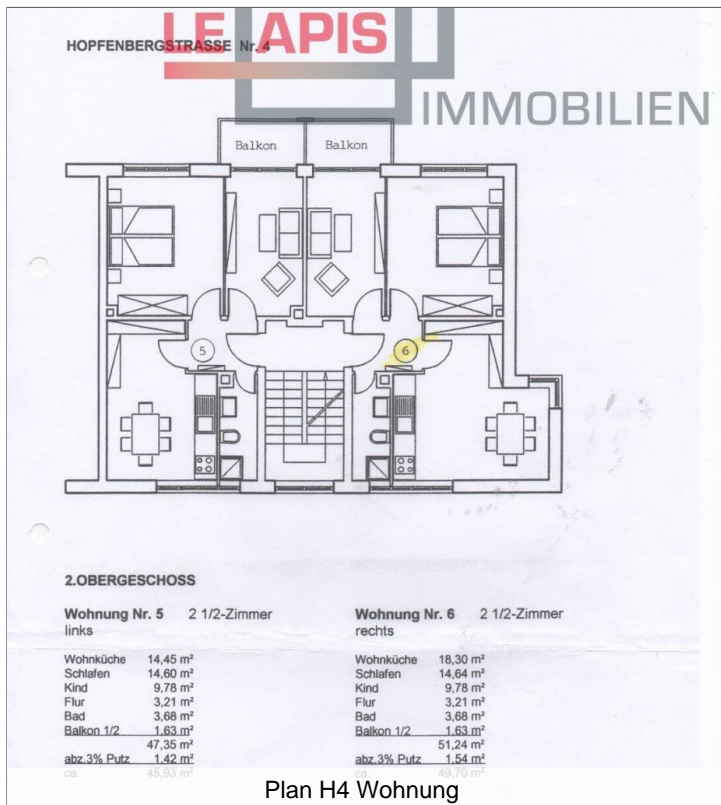 LE APIS
HOPFENBERGSTRASSE Nr. 4
IMMOBILIEN
Balkon Balkon
5 6
2.OBERGESCHOSS
Wohnung Nr. 5 2 1/2-Zimmer
links
Wohnküche 14,45 m²
Schlafen 14,60 m²
Kind 9,78 m²
Flur 3,21 m²
Bad 3,68 m²
Balkon 1/2 1,63 m²
47,35 m²
abz.3% Putz 1,42 m²
ca. 45,93 m²
Wohnung Nr. 6 2 1/2-Zimmer
rechts
Wohnküche 18,30 m²
Schlafen 14,64 m²
Kind 9,78 m²
Flur 3,21 m²
Bad 3,68 m²
Balkon 1/2 1,63 m²
51,24 m²
abz.3% Putz 1,54 m²
ca. 49,70 m²
Plan H4 Wohnung